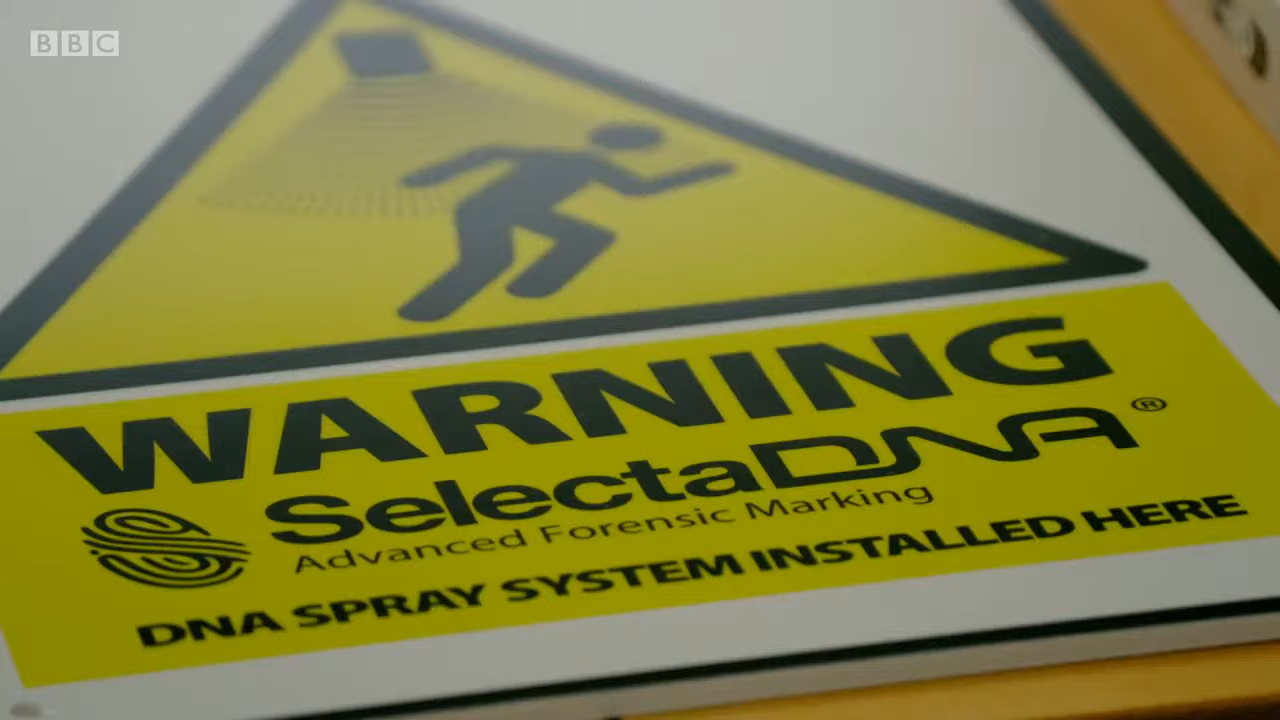 BBC
WARNING
SelectaDNA®
Advanced Forensic Marking
DNA SPRAY SYSTEM INSTALLED HERE